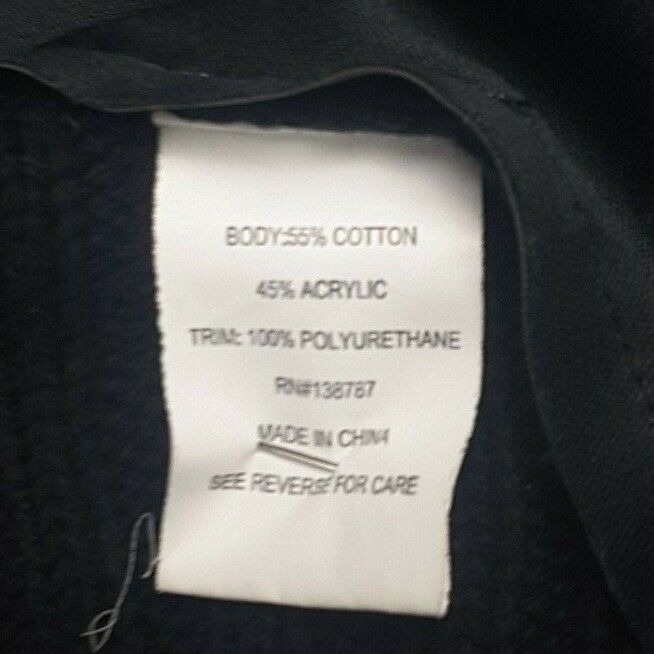 BODY:55% COTTON
45% ACRYLIC
TRIM: 100% POLYURETHANE
RN#138787
MADE IN CHINA
SEE REVERSE FOR CARE